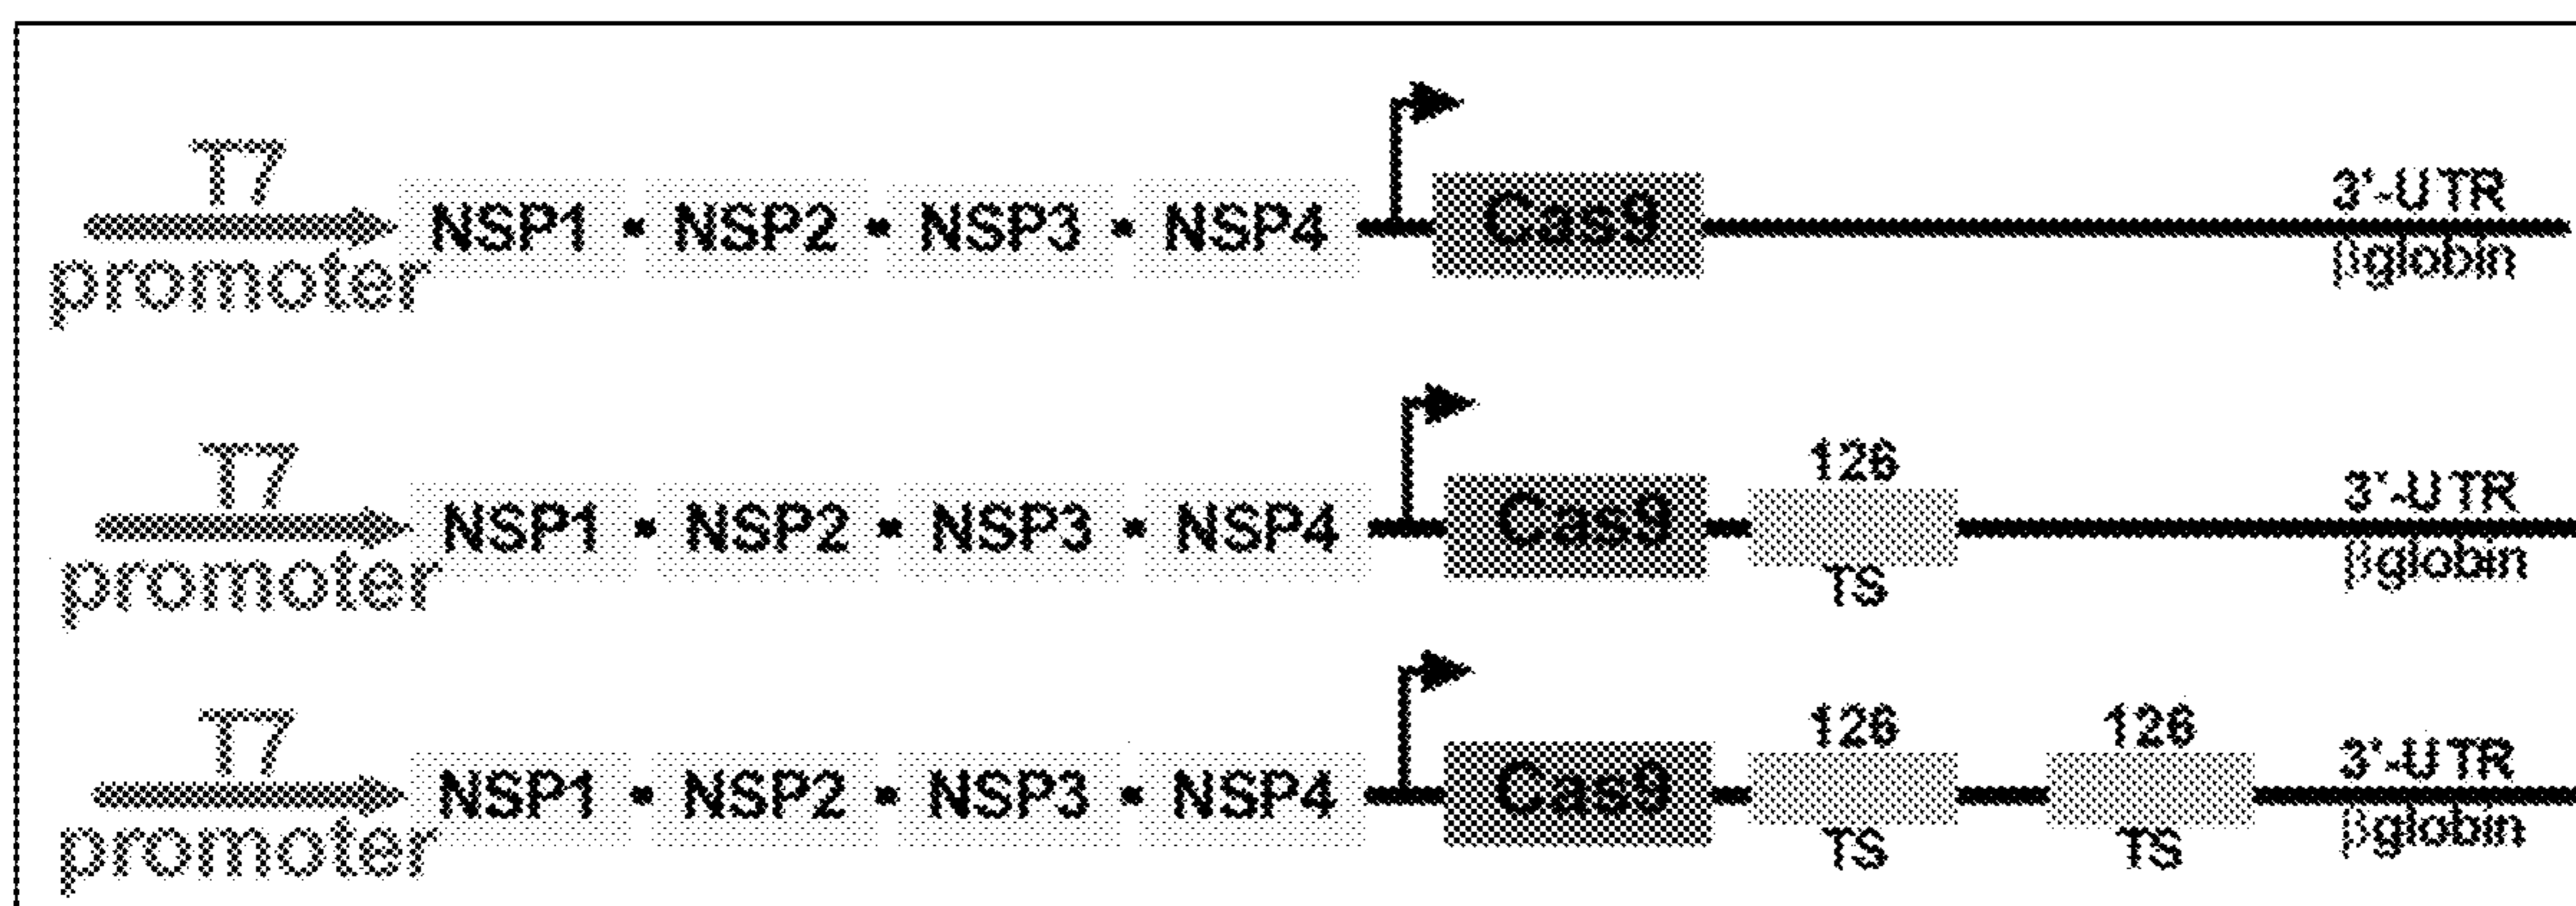 T7
promoter
NSP1 • NSP2 • NSP3 • NSP4
Cas9
3'-UTR
βglobin
T7
promoter
NSP1 • NSP2 • NSP3 • NSP4
Cas9
126
TS
3'-UTR
βglobin
T7
promoter
NSP1 • NSP2 • NSP3 • NSP4
Cas9
126
TS
126
TS
3'-UTR
βglobin